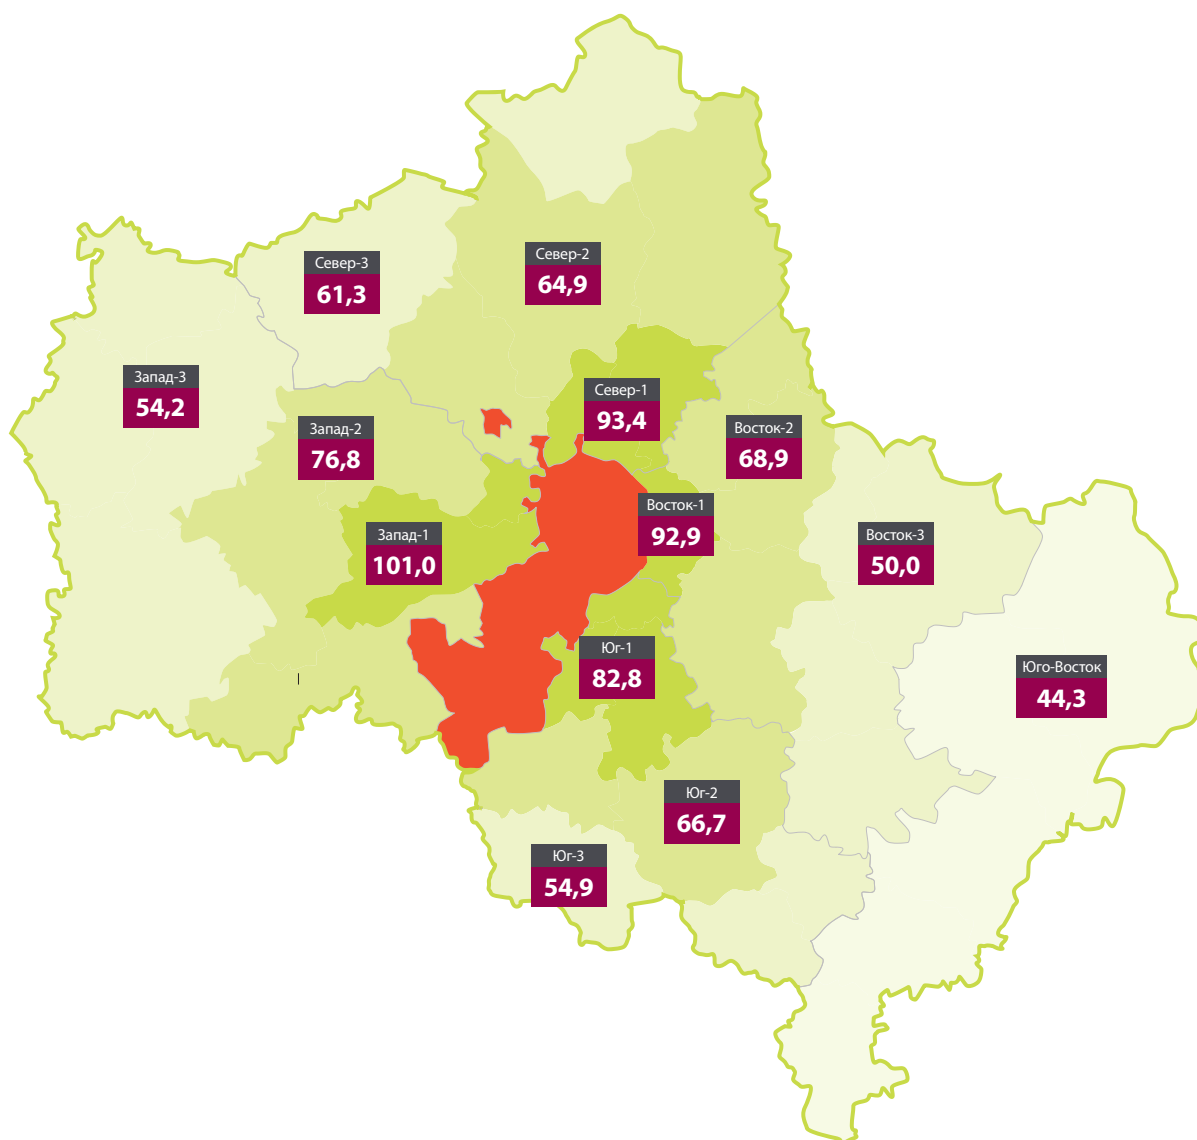 Север-2
64,9
Север-3
61,3
Запад-3
54,2
Север-1
93,4
Запад-2
76,8
Восток-2
68,9
Восток-1
92,9
Запад-1
101,0
Восток-3
50,0
Юг-1
82,8
Юго-Восток
44,3
Юг-2
66,7
Юг-3
54,9